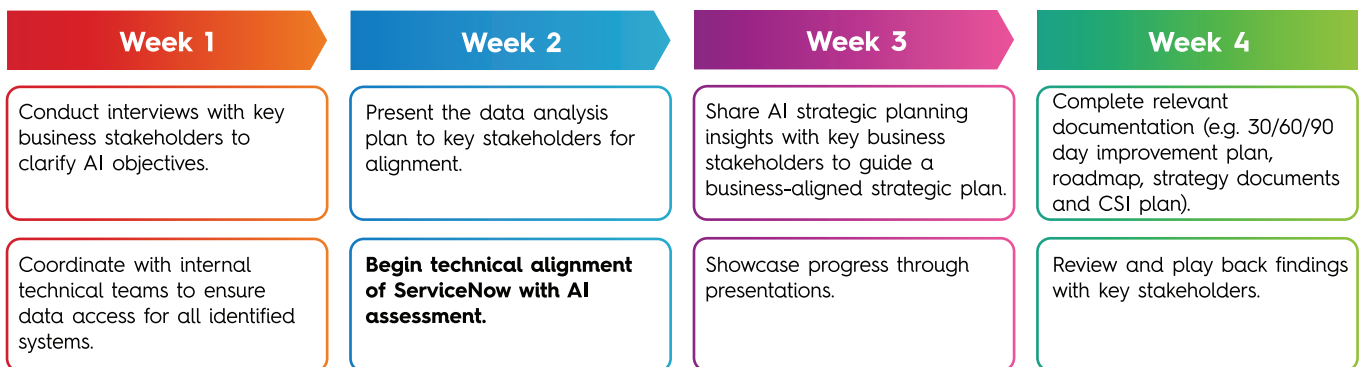 Week 1
Conduct interviews with key
business stakeholders to
clarify AI objectives.
Coordinate with internal
technical teams to ensure
data access for all identified
systems.
Week 2
Present the data analysis
plan to key stakeholders for
alignment.
Begin technical alignment
of ServiceNow with AI
assessment.
Week 3
Share AI strategic planning
insights with key business
stakeholders to guide a
business-aligned strategic plan.
Showcase progress through
presentations.
Week 4
Complete relevant
documentation (e.g. 30/60/90
day improvement plan,
roadmap, strategy documents
and CSI plan).
Review and play back findings
with key stakeholders.